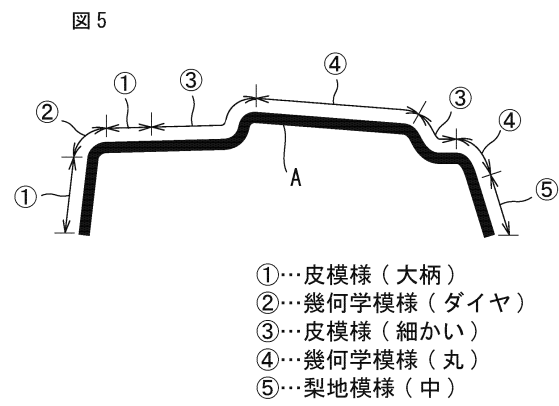 図5
① ② ① ③ ④ ③ ④ ⑤
A
①…皮模様(大柄)
②…幾何学模様(ダイヤ)
③…皮模様(細かい)
④…幾何学模様(丸)
⑤…梨地模様(中)